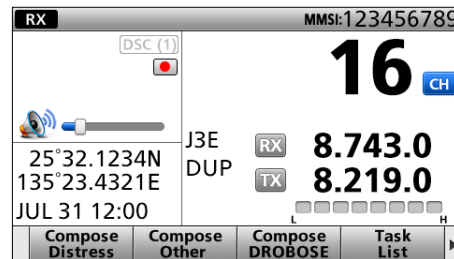 RX MMSI:123456789
DSC (1)
16 CH
J3E RX 8.743.0
DUP TX 8.219.0
25°32.1234N
135°23.4321E
JUL 31 12:00
L H
Compose Distress
Compose Other
Compose DROBOSE
Task List